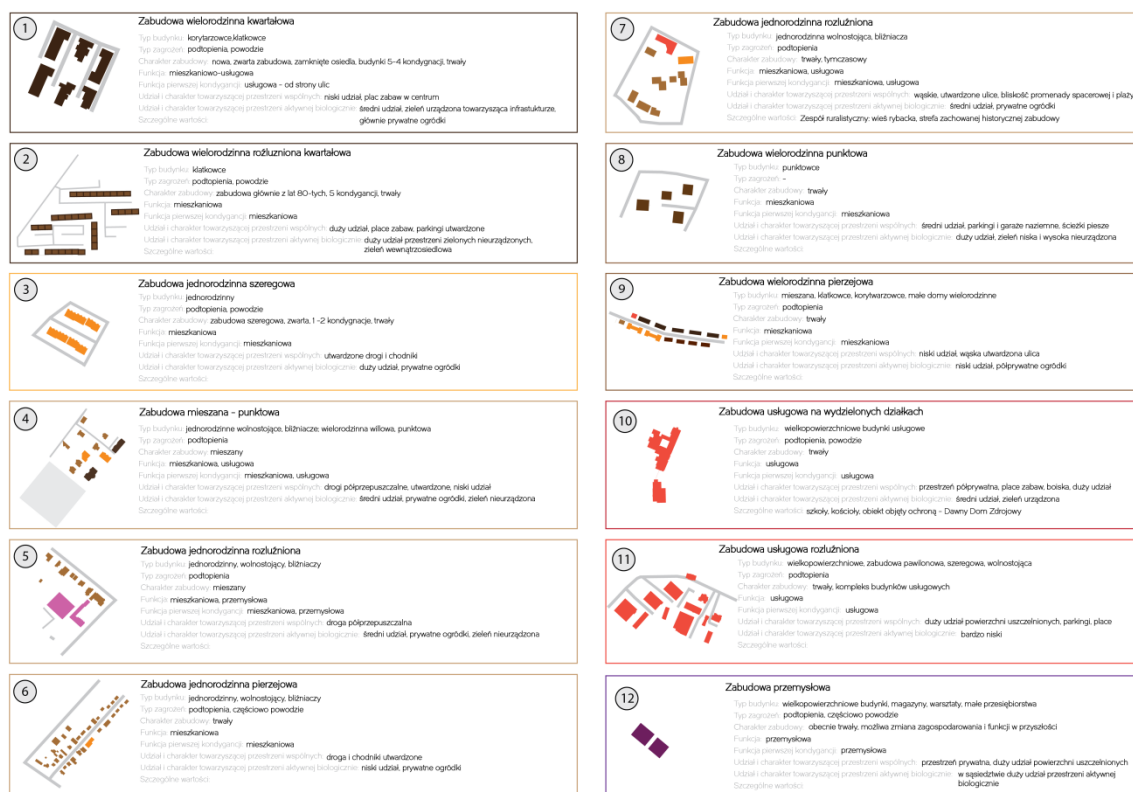 1
Zabudowa wielorodzinna kwartałowa
Typ budynku: korytarzowce,klatkowce
Typ zagrożeń: podtopienia, powodzie
Charakter zabudowy: nowa, zwarta zabudowa, zamknięte osiedla, budynki 5-4 kondygnacji, trwały
Funkcja: mieszkaniowo-usługowa
Funkcja pierwszej kondygancji: usługowa - od strony ulic
Udział i charakter towarzyszącej przestrzeni wspólnych: niski udział, plac zabaw w centrum
Udział i charakter towarzyszącej przestrzeni aktywnej biologicznie: średni udział, zieleń urządzona towasząca infrastukturze,
Szczególne wartości: głównie prywatne ogródki
2
Zabudowa wielorodzinna rożluzniona kwartałowa
Typ budynku: klatkowce
Typ zagrożeń: podtopienia, powodzie
Charakter zabudowy: zabudowa głównie z lat 80-tych, 5 kondygancji, trwały
Funkcja: mieszkaniowa
Funkcja pierwszej kondygancji: mieszkaniowa
Udział i charakter towarzyszącej przestrzeni wspólnych: duży udział, place zabaw, parkingi utwardzone
Udział i charakter towarzyszącej przestrzeni aktywnej biologicznie: duży udział przestrzeni zielonych nieurządzonych,
Szczególne wartości: zieleń wewnątrzosiedlowa
3
Zabudowa jednorodzinna szeregowa
Typ budynku: jednorodzinny
Typ zagrożeń: podtopienia, powodzie
Charakter zabudowy: zabudowa szeregowa, zwarta, 1 -2 kondygnacje, trwały
Funkcja: mieszkaniowa
Funkcja pierwszej kondygancji: mieszkaniowa
Udział i charakter towarzyszącej przestrzeni wspólnych: utwardzone drogi i chodniki
Udział i charakter towarzyszącej przestrzeni aktywnej biologicznie: duży udział, prywatne ogródki
Szczególne wartości:
4
Zabudowa mieszana - punktowa
Typ budynku: jednorodzinne wolnostojące, bliźniacze; wielorodzinna willowa, punktowa
Typ zagrożeń: podtopienia
Charakter zabudowy: mieszany
Funkcja: mieszkaniowa, usługowa
Funkcja pierwszej kondygancji: mieszkaniowa, usługowa
Udział i charakter towarzyszącej przestrzeni wspólnych: drogi półprzepuszczalne, utwardzone, niski udział
Udział i charakter towarzyszącej przestrzeni aktywnej biologicznie: średni udział, prywatne ogródki, zieleń nieurządzona
Szczególne wartości:
5
Zabudowa jednorodzinna rozluźniona
Typ budynku: jednorodzinny, wolnostojący, bliźniaczy
Typ zagrożeń: podtopienia
Charakter zabudowy: mieszany
Funkcja: mieszkaniowa, przemysłowa
Funkcja pierwszej kondygancji: mieszkaniowa, przemysłowa
Udział i charakter towarzyszącej przestrzeni wspólnych: droga półprzepuszczalna
Udział i charakter towarzyszącej przestrzeni aktywnej biologicznie: średni udział, prywatne ogródki, zieleń nieurządzona
Szczególne wartości:
6
Zabudowa jednorodzinna pierzejowa
Typ budynku: jednorodzinny, wolnostojący, bliźniaczy
Typ zagrożeń: podtopienia, częściowo powodzie
Charakter zabudowy: trwały
Funkcja: mieszkaniowa
Funkcja pierwszej kondygancji: mieszkaniowa
Udział i charakter towarzyszącej przestrzeni wspólnych: droga i chodniki utwardzone
Udział i charakter towarzyszącej przestrzeni aktywnej biologicznie: niski udział, prywatne ogródki
Szczególne wartości:
7
Zabudowa jednorodzinna rozluźniona
Typ budynku: jednorodzinna wolnostojąca, bliźniacza
Typ zagrożeń: podtopienia
Charakter zabudowy: trwały, tymczasowy
Funkcja: mieszkaniowa, usługowa
Funkcja pierwszej kondygancji: mieszkaniowa, usługowa
Udział i charakter towarzyszącej przestrzeni wspólnych: wąskie, utwardzone ulice, bliskość promenady spacerowej i plaży
Udział i charakter towarzyszącej przestrzeni aktywnej biologicznie: średni udział, prywatne ogródki
Szczególne wartości: Zespół ruralistyczny: wieś rybacka, strefa zachowanej historycznej zabudowy
8
Zabudowa wielorodzinna punktowa
Typ budynku: punktowce
Typ zagrożeń: -
Charakter zabudowy: trwały
Funkcja: mieszkaniowa
Funkcja pierwszej kondygancji: mieszkaniowa
Udział i charakter towarzyszącej przestrzeni wspólnych: średni udział, parkingi i garaże naziemne, ścieżki piesze
Udział i charakter towarzyszącej przestrzeni aktywnej biologicznie: duży udział, zieleń niska i wysoka nieurządzona
Szczególne wartości:
9
Zabudowa wielorodzinna pierzejowa
Typ budynku: mieszana, klatkowce, korytwarzowce, małe domy wielorodzinne
Typ zagrożeń: podtopienia
Charakter zabudowy: trwały
Funkcja: mieszkaniowa
Funkcja pierwszej kondygancji: mieszkaniowa
Udział i charakter towarzyszącej przestrzeni wspólnych: niski udział, wąska utwardzona ulica
Udział i charakter towarzyszącej przestrzeni aktywnej biologicznie: niski udział, półprywatne ogródki
Szczególne wartości:
10
Zabudowa usługowa na wydzielonych działkach
Typ budynku: wielkopowierzchniowe budynki usługowe
Typ zagrożeń: podtopienia, powodzie
Charakter zabudowy: trwały
Funkcja: usługowa
Funkcja pierwszej kondygancji: usługowa
Udział i charakter towarzyszącej przestrzeni wspólnych: przestrzeń półprywatna, place zabaw, boiska, duży udział
Udział i charakter towarzyszącej przestrzeni aktywnej biologicznie: średni udział, zieleń urządzona
Szczególne wartości: szkoły, kościoły, obiekt objęty ochroną - Dawny Dom Zdrojowy
11
Zabudowa usługowa rozluźniona
Typ budynku: wielkopowierzchniowe, zabudowa pawilonowa, szeregowa, wolnostojąca
Typ zagrożeń: podtopienia
Charakter zabudowy: trwały, kompleks budynków usługowych
Funkcja: usługowa
Funkcja pierwszej kondygancji: usługowa
Udział i charakter towarzyszącej przestrzeni wspólnych: duży udział powierzchni uszczelnionych, parkingi, place
Udział i charakter towarzyszącej przestrzeni aktywnej biologicznie: bardzo niski
Szczególne wartości:
12
Zabudowa przemysłowa
Typ budynku: wielkopowierzchniowe budynki, magazyny, warsztaty, małe przesiębiorstwa
Typ zagrożeń: podtopienia, częściowo powodzie
Charakter zabudowy: obecnie trwały, możliwa zmiana zagospodarowania i funkcji w przyszłości
Funkcja: przemysłowa
Funkcja pierwszej kondygancji: przemysłowa
Udział i charakter towarzyszącej przestrzeni wspólnych: przestrzeń prywatna, duży udział powierzchni uszczelnionych
Udział i charakter towarzyszącej przestrzeni aktywnej biologicznie: w sąsiedztwie duży udział przestrzeni aktywnej
Szczególne wartości: biologicznie